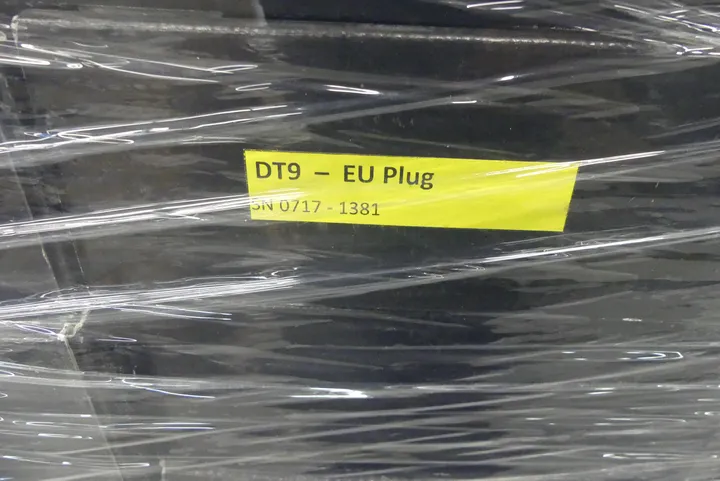 DT9 – EU Plug
SN 0717 - 1381